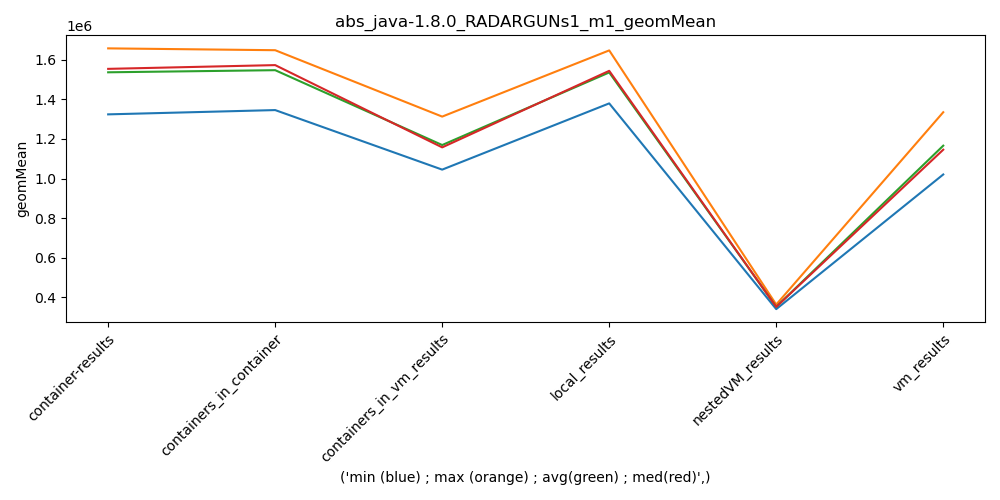 abs_java-1.8.0_RADARGUNs1_m1_geomMean
1e6
1.6
1.4
1.2
1.0
0.8
0.6
0.4
geomMean
container-results
containers_in_container
containers_in_vm_results
local_results
nestedVM_results
vm_results
('min (blue) ; max (orange) ; avg(green) ; med(red)',)